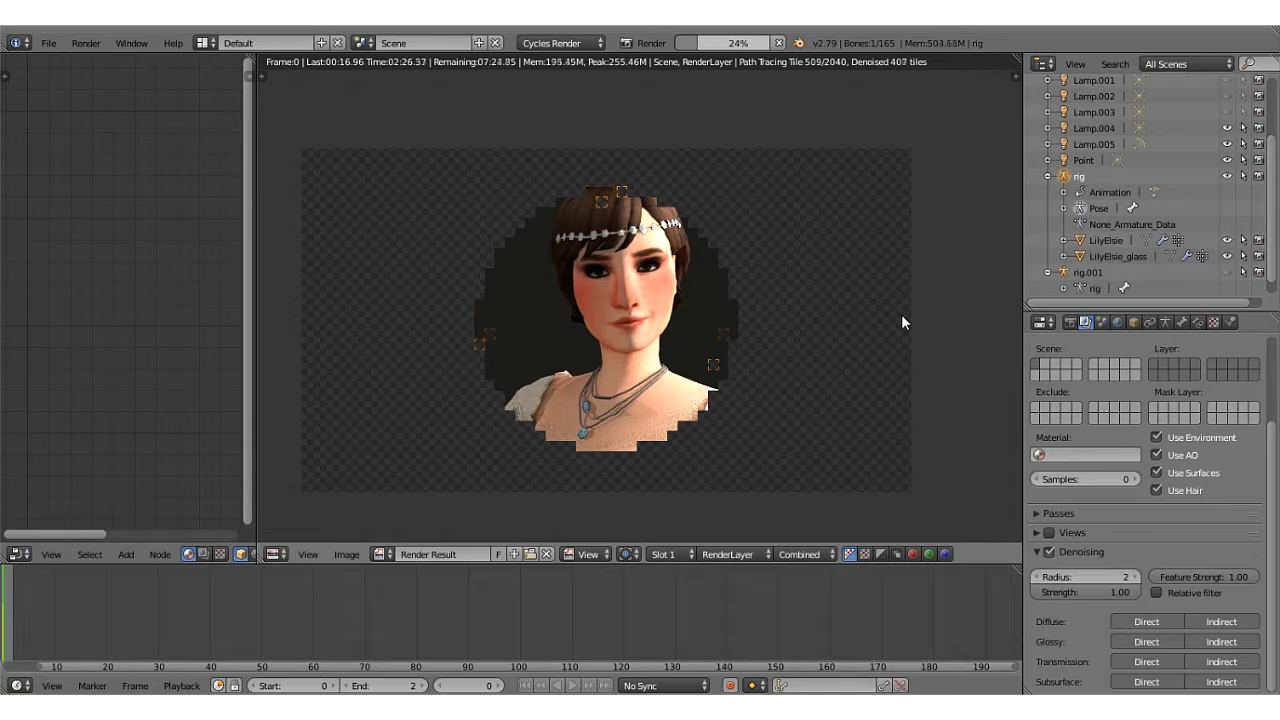 File Render Window Help Default Scene Cycles Render Render 24% v2.79 | Bones:1/165 | Mem:503.68M | rig
Frame:0 | Last:00:16.96 Time:02:26.37 | Remaining:07:24.85 | Mem:195.45M, Peak:255.46M | Scene, RenderLayer | Path Tracing Tile 509/2040, Denoised 407 tiles
View Search All Scenes
Lamp.001
Lamp.002
Lamp.003
Lamp.004
Lamp.005
Point
rig
Animation
Pose
None_Armature_Data
LilyElsie
LilyElsie_glass
rig.001
rig
Scene: Layer:
Exclude: Mask Layer:
Material: Use Environment
Use AO
Samples: 0 Use Surfaces
Use Hair
Passes
Views
Denoising
Radius: 2 Feature Strengt: 1.00
Strength: 1.00 Relative filter
Diffuse: Direct Indirect
Glossy: Direct Indirect
Transmission: Direct Indirect
Subsurface: Direct Indirect
View Select Add Node View Image Render Result F View Slot 1 RenderLayer Combined
10 20 30 40 50 60 70 80 90 100 110 120 130 140 150 160 170 180 190
View Marker Frame Playback Start: 0 End: 2 0 No Sync